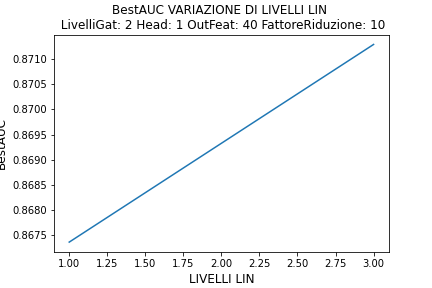 BestAUC VARIAZIONE DI LIVELLI LIN
LivelliGat: 2 Head: 1 OutFeat: 40 FattoreRiduzione: 10
BestAUC
0.8710
0.8705
0.8700
0.8695
0.8690
0.8685
0.8680
0.8675
1.00 1.25 1.50 1.75 2.00 2.25 2.50 2.75 3.00
LIVELLI LIN